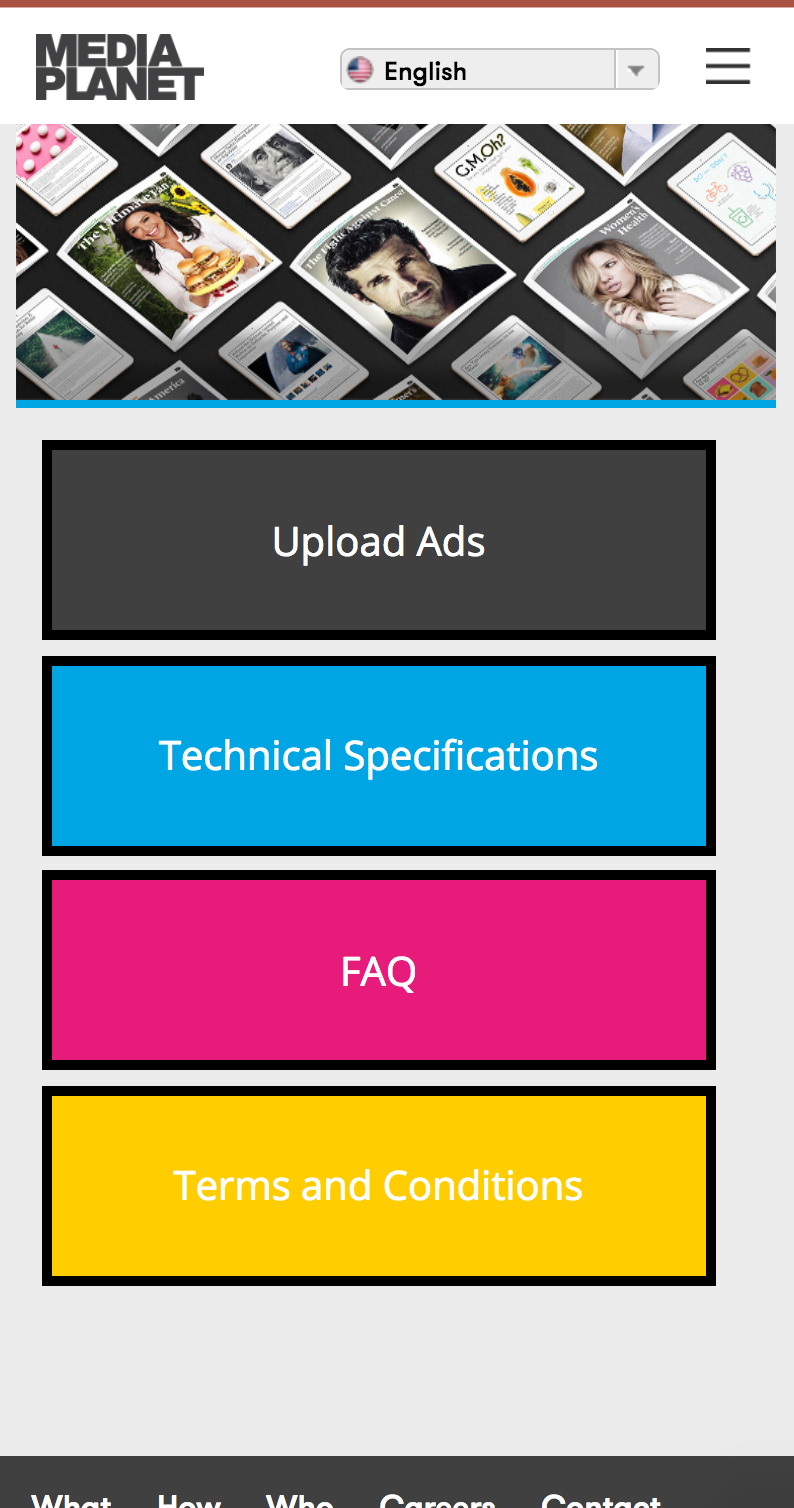 MEDIA
PLANET
English
The Ultimate Fan
The Fight Against Cancer
G.M.Oh?
Women's
Health
America
Upload Ads
Technical Specifications
FAQ
Terms and Conditions
What How Who Careers Contact